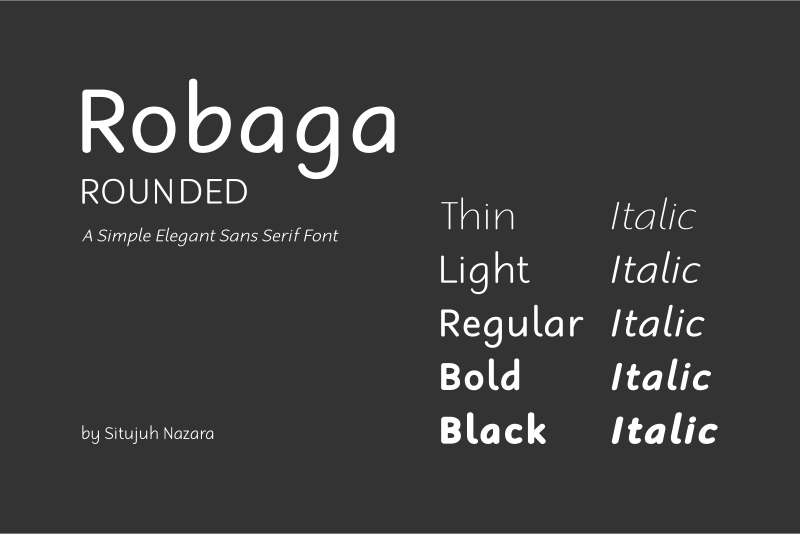 Robaga
ROUNDED
A Simple Elegant Sans Serif Font
Thin Italic
Light Italic
Regular Italic
Bold Italic
Black Italic
by Situjuh Nazara